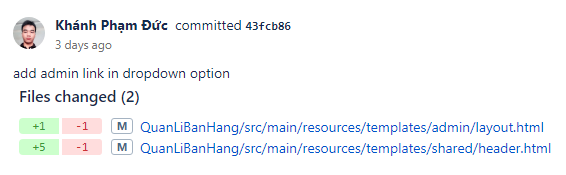 Khánh Phạm Đức committed 43fcb86
3 days ago
add admin link in dropdown option
Files changed (2)
+1 -1 M QuanLiBanHang/src/main/resources/templates/admin/layout.html
+5 -1 M QuanLiBanHang/src/main/resources/templates/shared/header.html